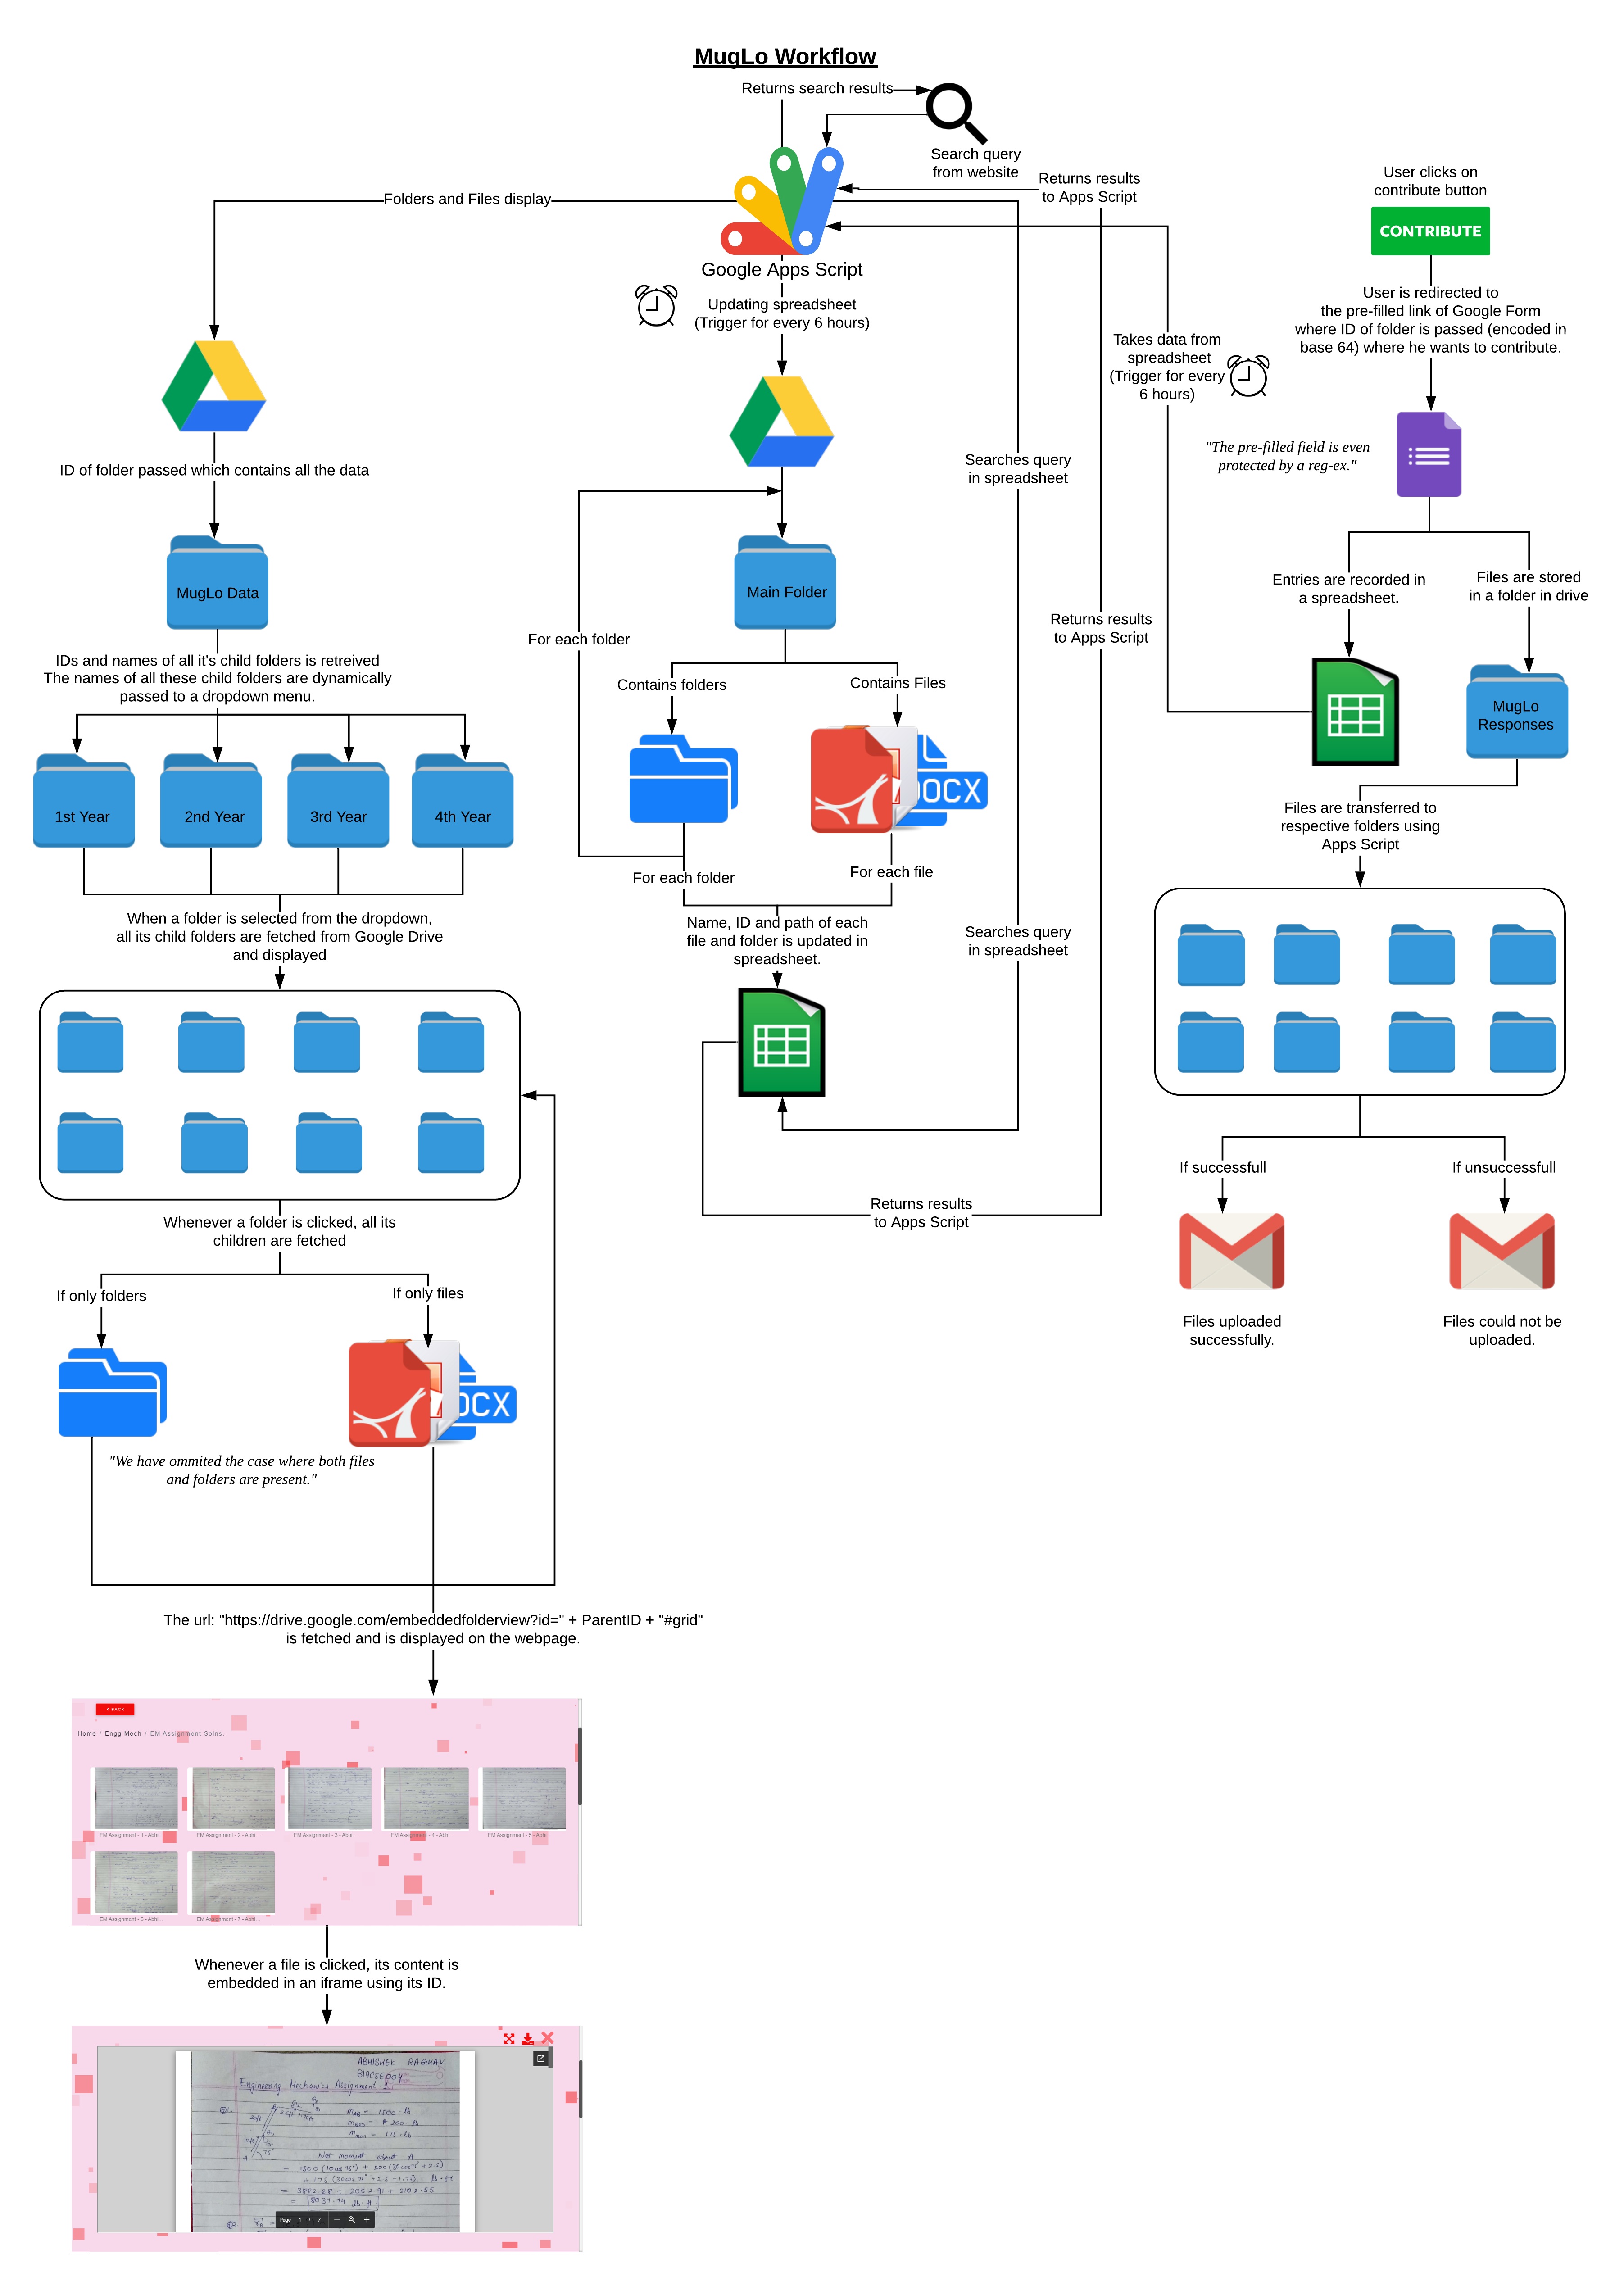 MugLo Workflow
Returns search results
Search query
from website
Returns results
to Apps Script
User clicks on
contribute button
CONTRIBUTE
Folders and Files display
Google Apps Script
Updating spreadsheet
(Trigger for every 6 hours)
User is redirected to
the pre-filled link of Google Form
where ID of folder is passed (encoded in
base 64) where he wants to contribute.
Takes data from
spreadsheet
(Trigger for every
6 hours)
"The pre-filled field is even
protected by a reg-ex."
ID of folder passed which contains all the data
Searches query
in spreadsheet
MugLo Data
Main Folder
Entries are recorded in
a spreadsheet.
Files are stored
in a folder in drive
For each folder
Returns results
to Apps Script
IDs and names of all it's child folders is retreived
The names of all these child folders are dynamically
passed to a dropdown menu.
Contains folders
Contains Files
MugLo
Responses
DOCX
1st Year
2nd Year
3rd Year
4th Year
Files are transferred to
respective folders using
Apps Script
For each folder
For each file
When a folder is selected from the dropdown,
all its child folders are fetched from Google Drive
and displayed
Name, ID and path of each
file and folder is updated in
spreadsheet.
Searches query
in spreadsheet
If successfull
If unsuccessfull
Returns results
to Apps Script
Whenever a folder is clicked, all its
children are fetched
If only folders
If only files
Files uploaded
successfully.
Files could not be
uploaded.
DOCX
"We have ommited the case where both files
and folders are present."
The url: "https://drive.google.com/embeddedfolderview?id=" + ParentID + "#grid"
is fetched and is displayed on the webpage.
BACK
Home / Engg Mech / EM Assignment Solns
EM Assignment - 1 - Abhi...
EM Assignment - 2 - Abhi...
EM Assignment - 3 - Abhi...
EM Assignment - 4 - Abhi...
EM Assignment - 5 - Abhi...
EM Assignment - 6 - Abhi...
EM Assignment - 7 - Abhi...
Whenever a file is clicked, its content is
embedded in an iframe using its ID.
ABHISHEK RAGHAV
B19CSE004
Engineering Mechanics Assignment-1
Net moment about A
Page 1 / 7